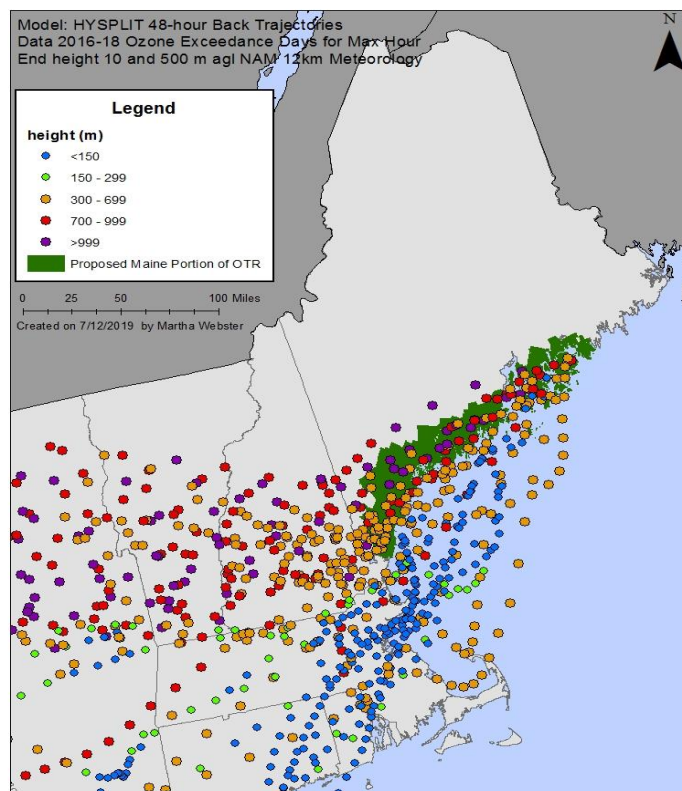 Model: HYSPLIT 48-hour Back Trajectories
Data 2016-18 Ozone Exceedance Days for Max Hour
End height 10 and 500 m agl NAM 12km Meteorology
N
Legend
height (m)
<150
150 - 299
300 - 699
700 - 999
>999
Proposed Maine Portion of OTR
0 25 50 100 Miles
Created on 7/12/2019 by Martha Webster